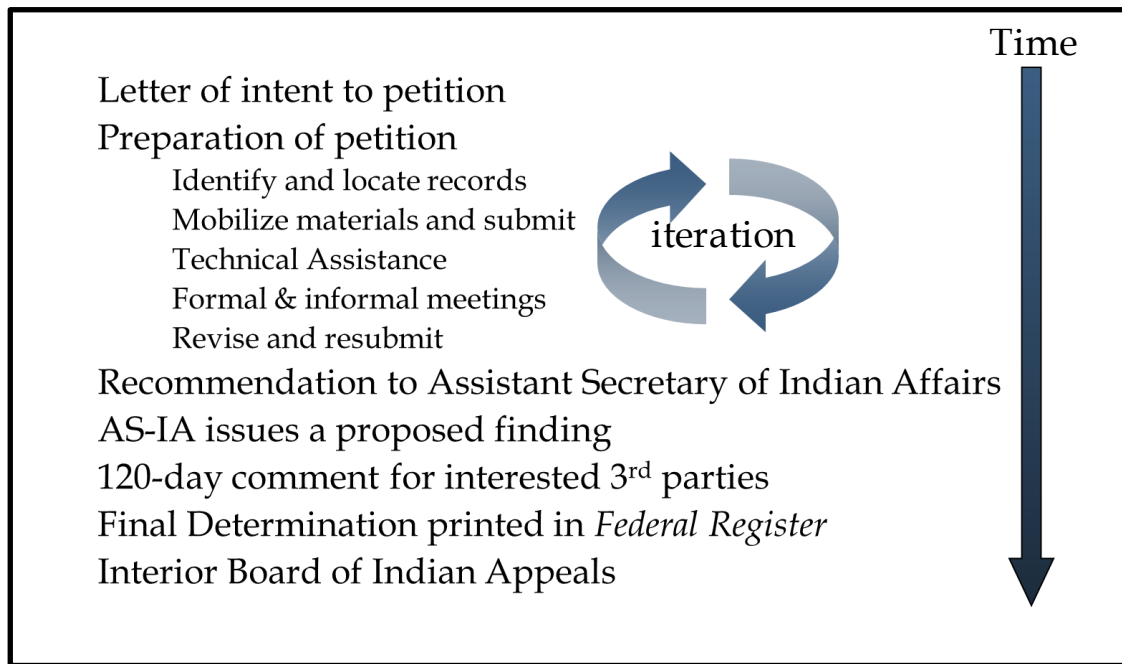 Time
Letter of intent to petition
Preparation of petition
Identify and locate records
Mobilize materials and submit
iteration
Technical Assistance
Formal & informal meetings
Revise and resubmit
Recommendation to Assistant Secretary of Indian Affairs
AS-IA issues a proposed finding
120-day comment for interested 3rd parties
Final Determination printed in Federal Register
Interior Board of Indian Appeals